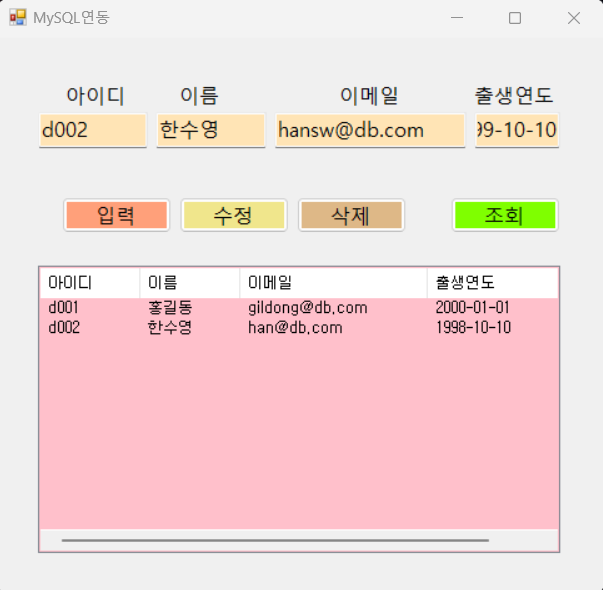 MySQL연동
아이디 이름 이메일 출생연도
d002 한수영 hansw@db.com 99-10-10
입력 수정 삭제 조회
아이디 이름 이메일 출생연도
d001 홍길동 gildong@db.com 2000-01-01
d002 한수영 han@db.com 1998-10-10